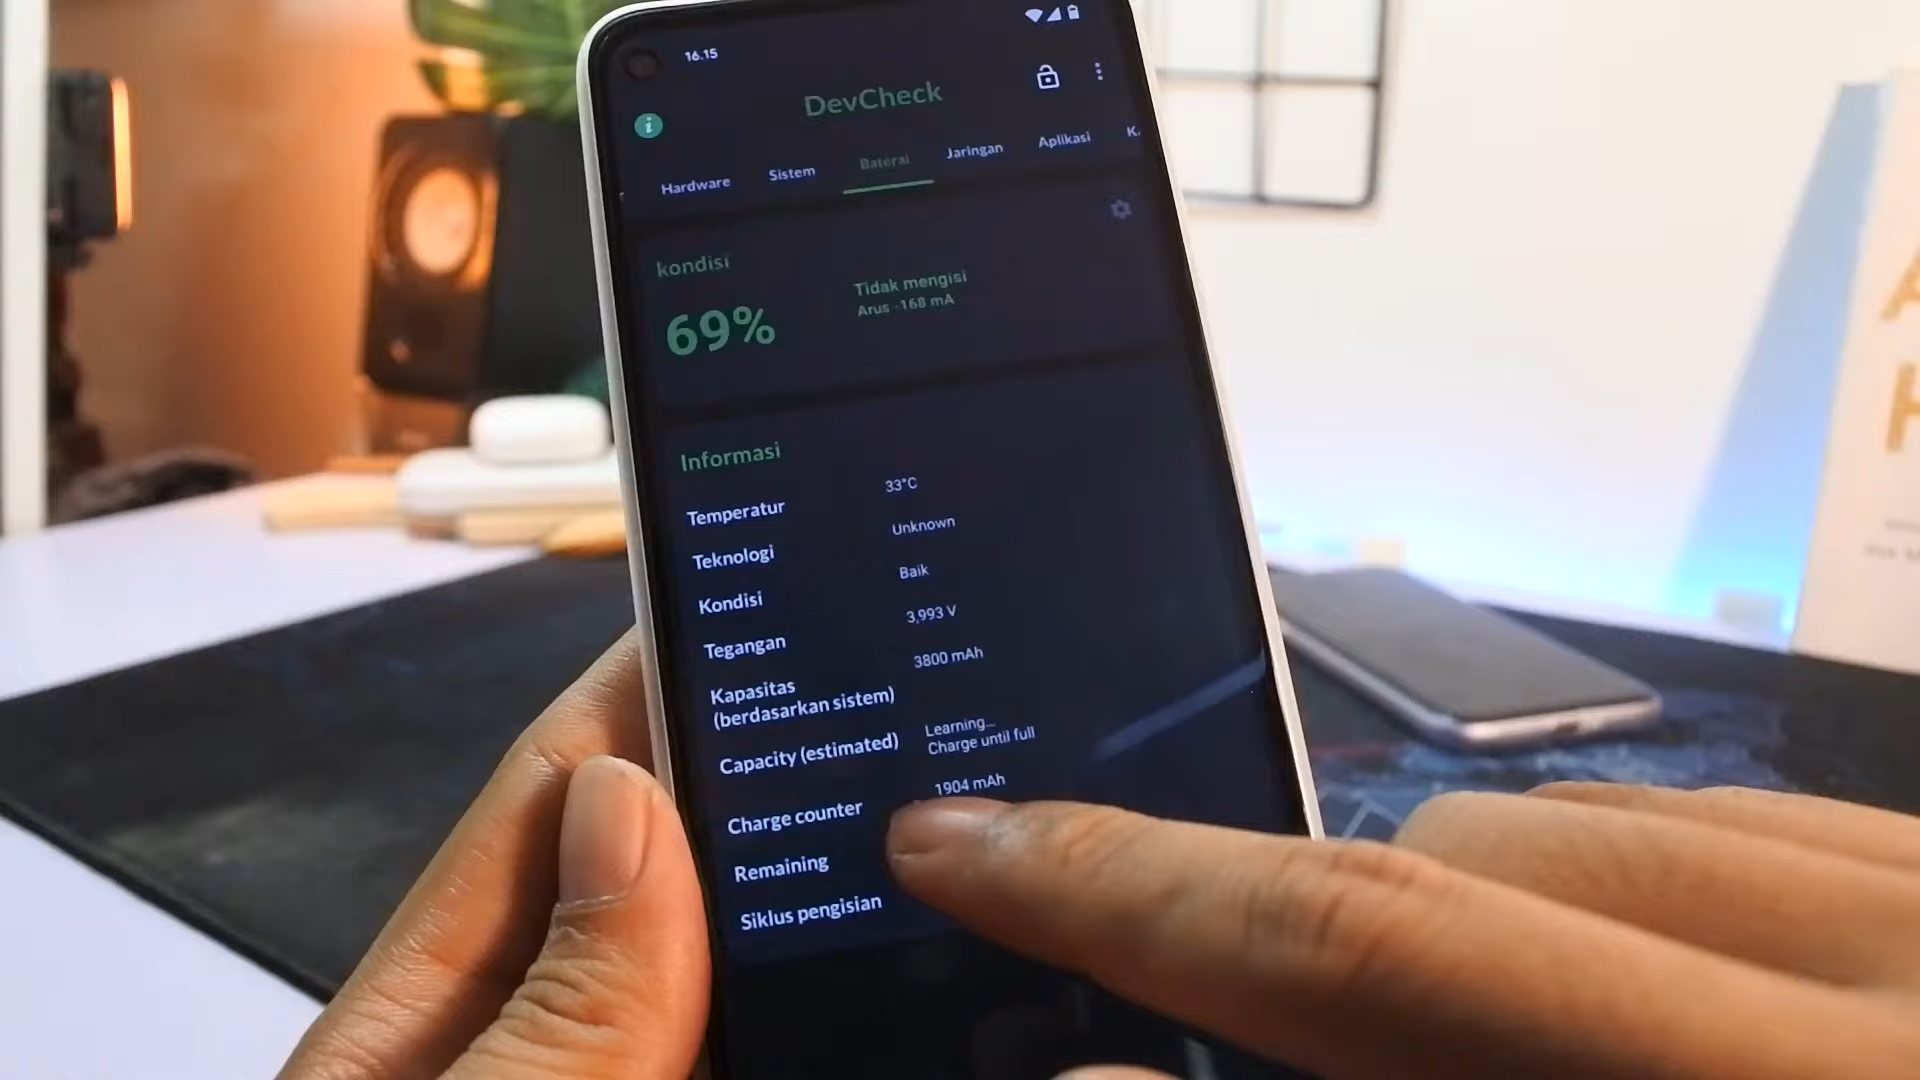 16.15
DevCheck
Hardware Sistem Baterai Jaringan Aplikasi K.
kondisi
69%
Tidak mengisi
Arus -168 mA
Informasi
Temperatur 33°C
Teknologi Unknown
Kondisi Baik
Tegangan 3,993 V
Kapasitas
(berdasarkan sistem) 3800 mAh
Capacity (estimated) Learning...
Charge until full
Charge counter 1904 mAh
Remaining
Siklus pengisian
A
H